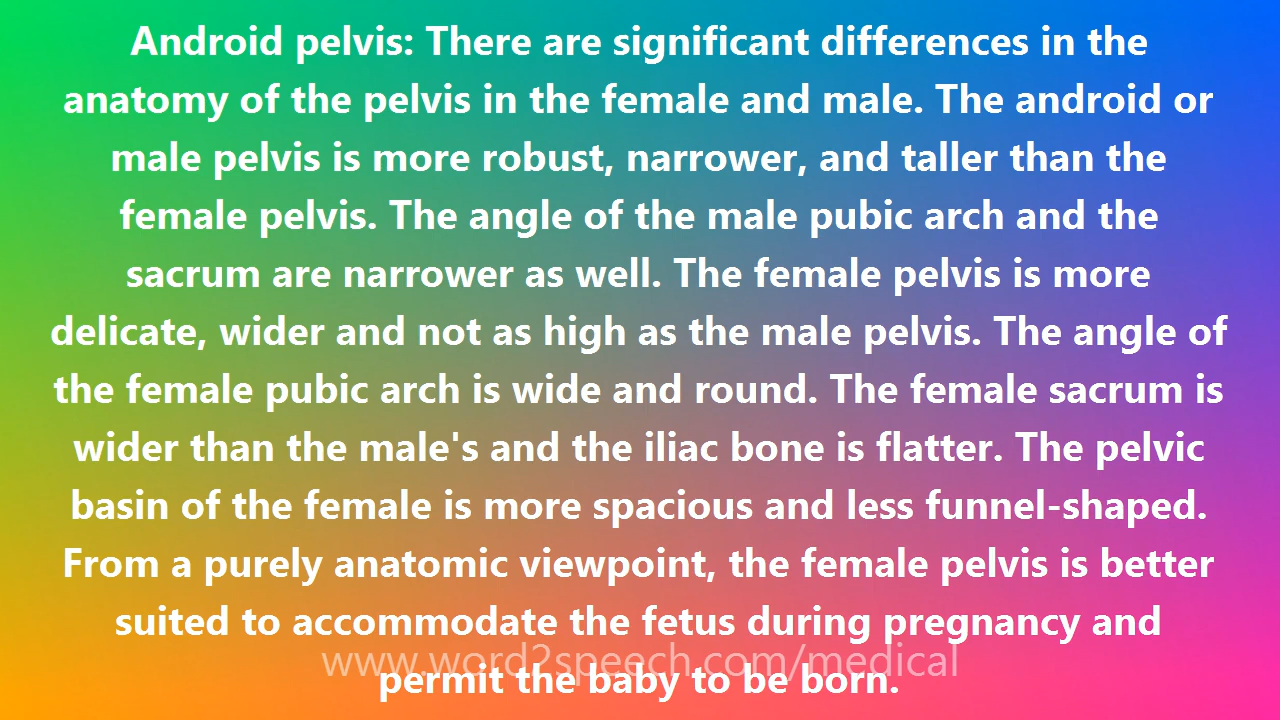 Android pelvis: There are significant differences in the
anatomy of the pelvis in the female and male. The android or
male pelvis is more robust, narrower, and taller than the
female pelvis. The angle of the male pubic arch and the
sacrum are narrower as well. The female pelvis is more
delicate, wider and not as high as the male pelvis. The angle of
the female pubic arch is wide and round. The female sacrum is
wider than the male's and the iliac bone is flatter. The pelvic
basin of the female is more spacious and less funnel-shaped.
From a purely anatomic viewpoint, the female pelvis is better
suited to accommodate the fetus during pregnancy and
www.word2speech.com/medical
permit the baby to be born.